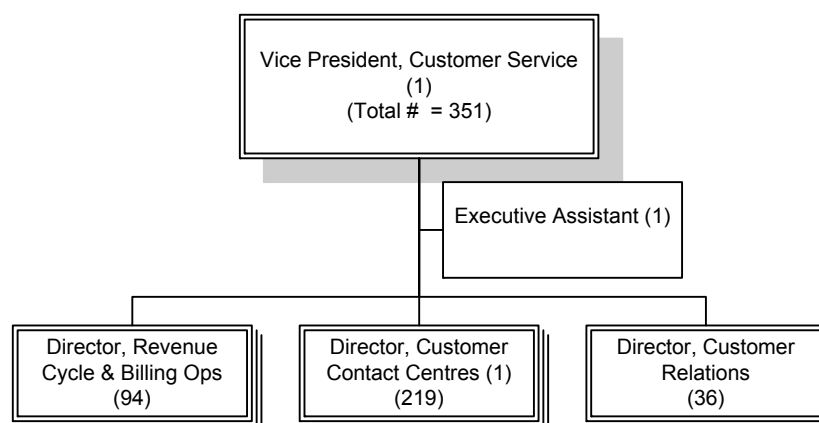 Vice President, Customer Service
(1)
(Total # = 351)
Executive Assistant (1)
Director, Revenue
Cycle & Billing Ops
(94)
Director, Customer
Contact Centres (1)
(219)
Director, Customer
Relations
(36)